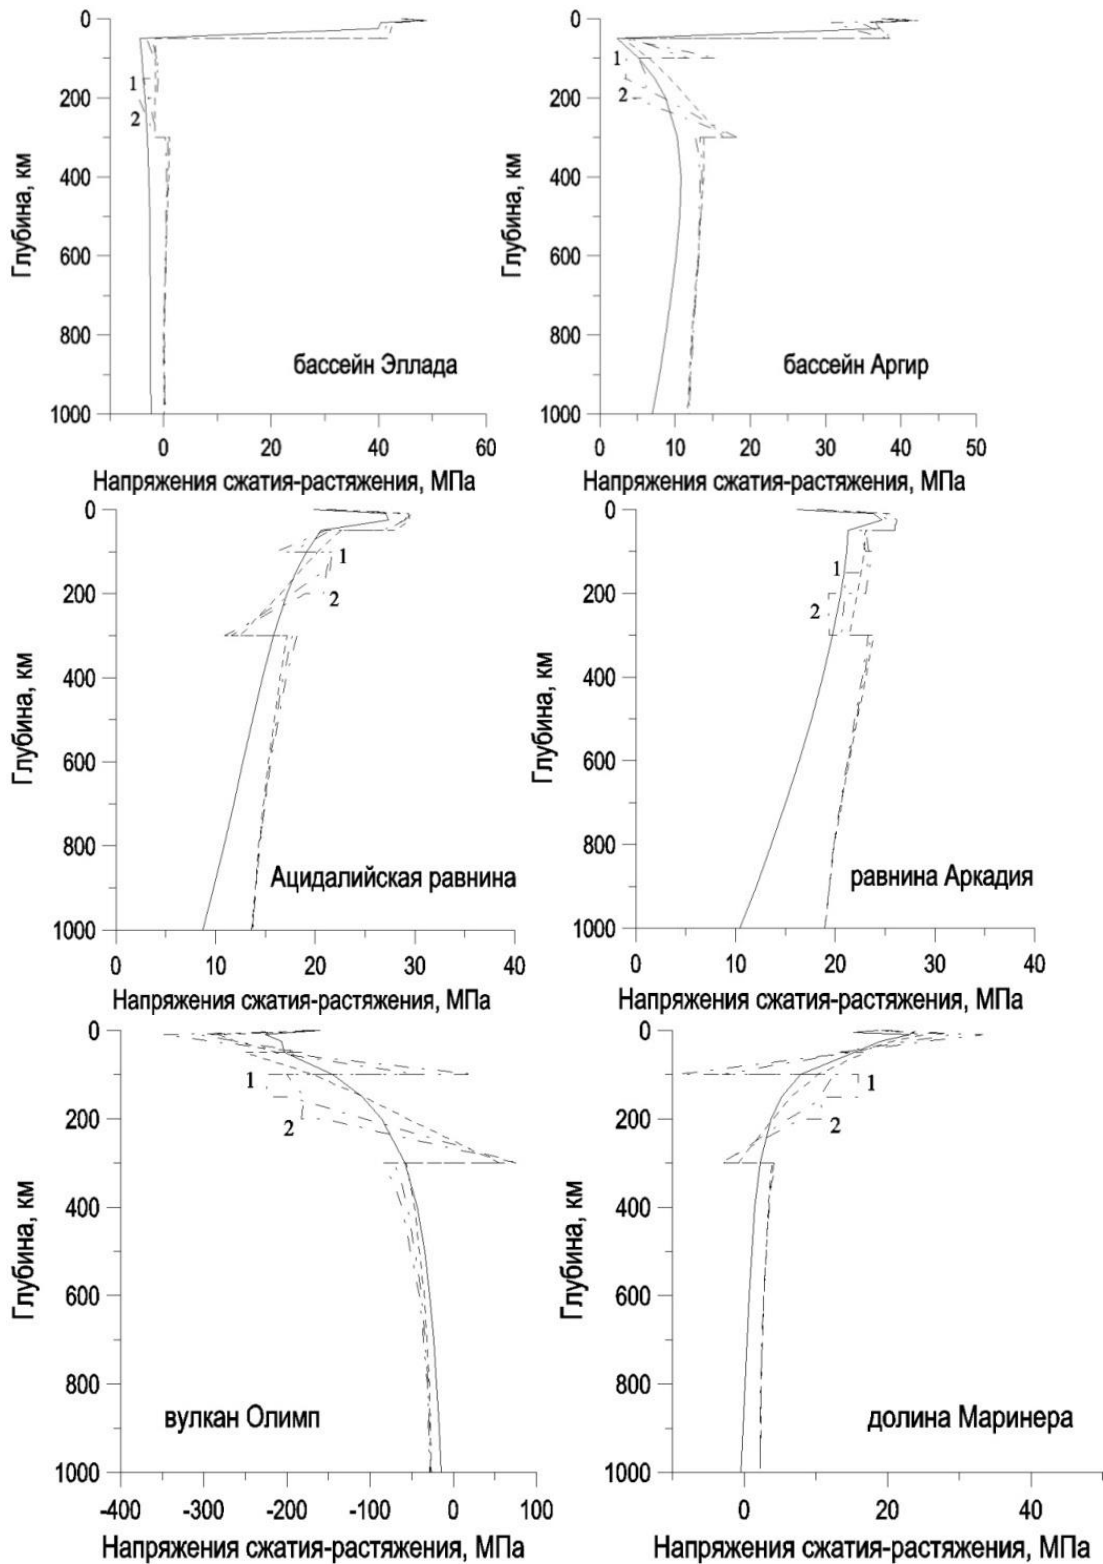 0
200
400
600
800
1000
Глубина, км
1
2
бассейн Эллада
0 20 40 60
Напряжения сжатия-растяжения, МПа
0
200
400
600
800
1000
Глубина, км
1
2
бассейн Аргир
0 10 20 30 40 50
Напряжения сжатия-растяжения, МПа
0
200
400
600
800
1000
Глубина, км
1
2
Ацидалийская равнина
0 10 20 30 40
Напряжения сжатия-растяжения, МПа
0
200
400
600
800
1000
Глубина, км
1
2
равнина Аркадия
0 10 20 30 40
Напряжения сжатия-растяжения, МПа
0
200
400
600
800
1000
Глубина, км
1
2
вулкан Олимп
-400 -300 -200 -100 0 100
Напряжения сжатия-растяжения, МПа
0
200
400
600
800
1000
Глубина, км
1
2
долина Маринера
0 20 40
Напряжения сжатия-растяжения, МПа